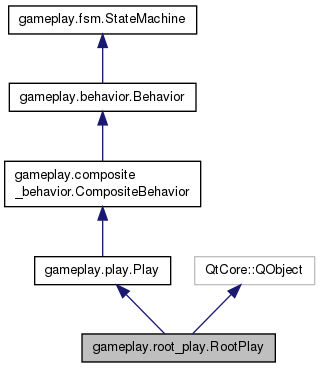 gameplay.fsm.StateMachine
gameplay.behavior.Behavior
gameplay.composite
_behavior.CompositeBehavior
gameplay.play.Play
QtCore::QObject
gameplay.root_play.RootPlay